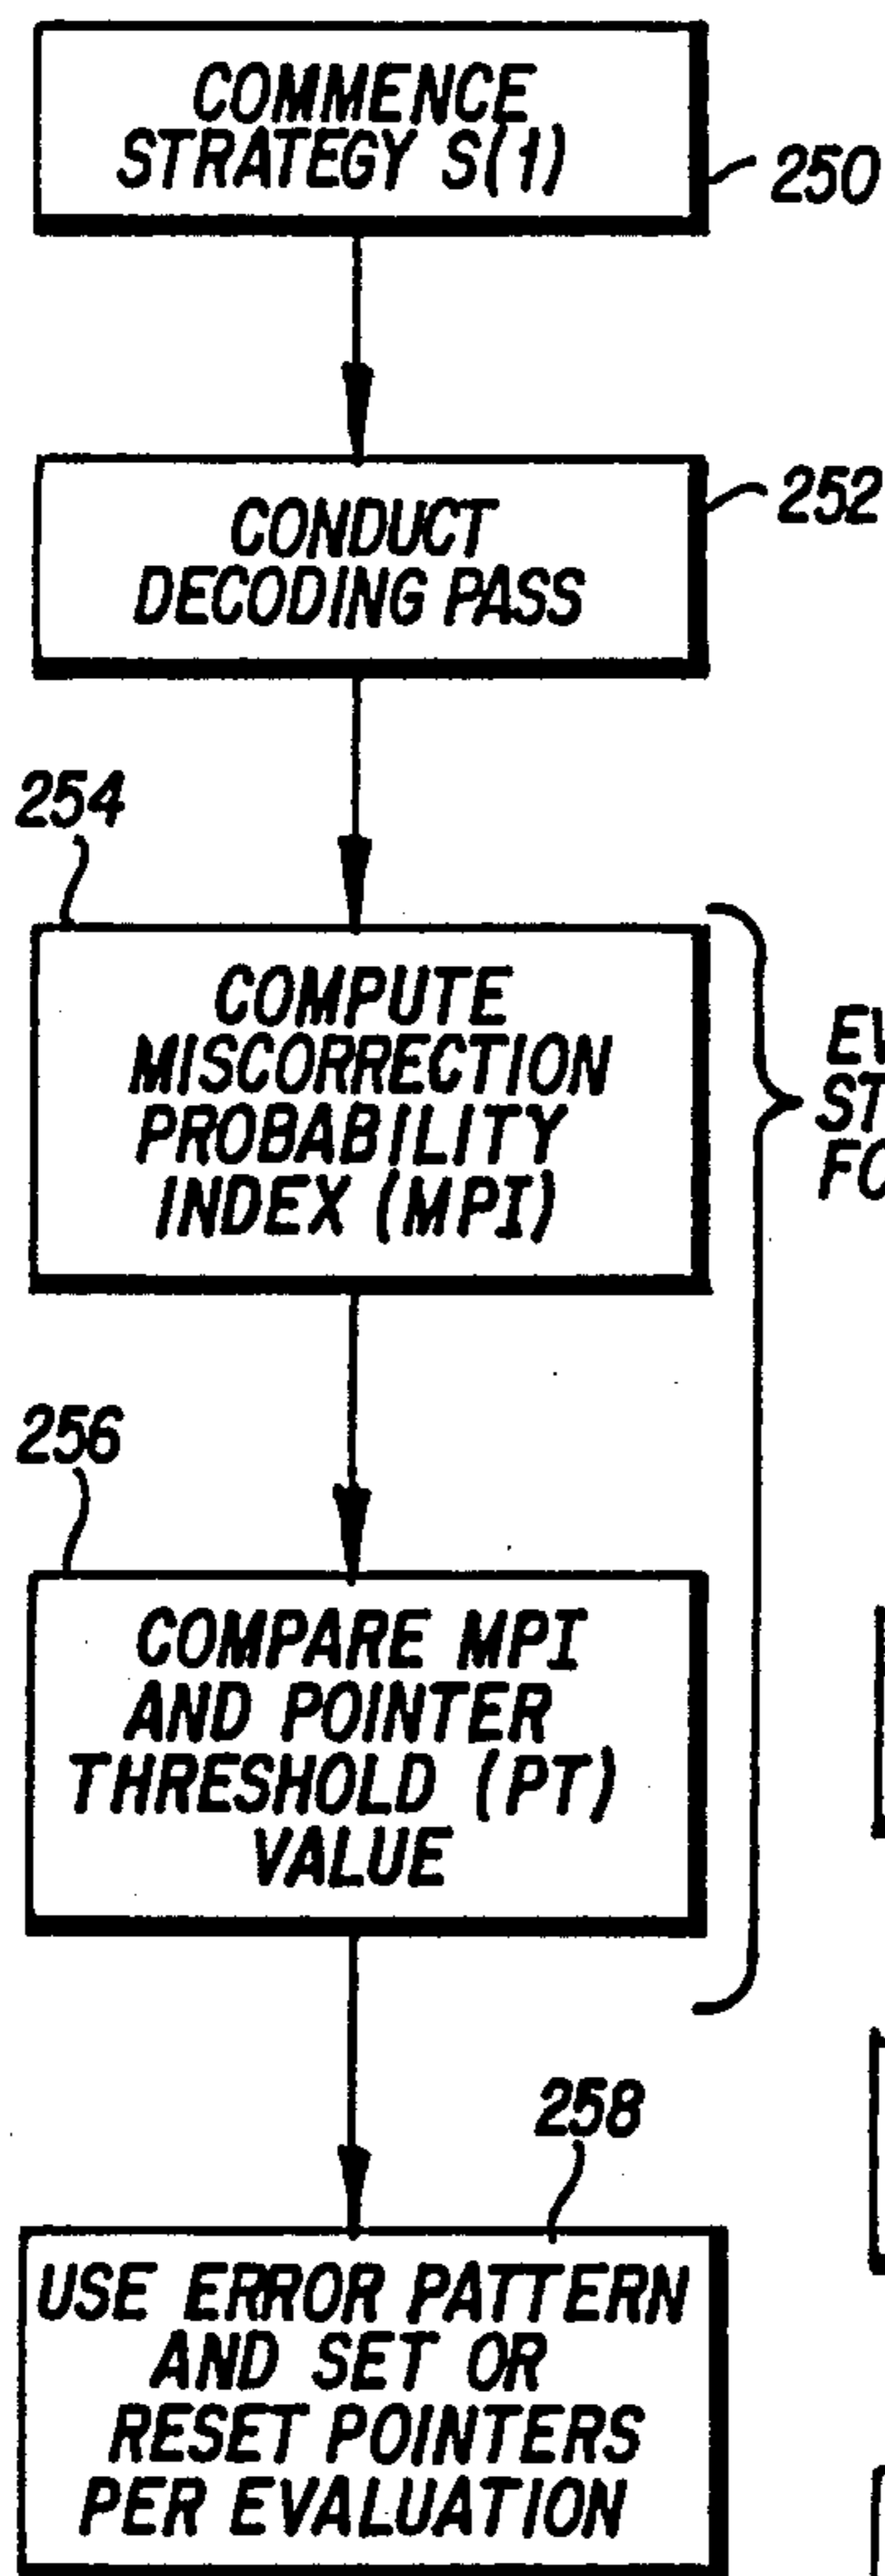 COMMENCE
STRATEGY S(1)
250
CONDUCT
DECODING PASS
252
254
COMPUTE
MISCORRECTION
PROBABILITY
INDEX (MPI)
256
COMPARE MPI
AND POINTER
THRESHOLD (PT)
VALUE
258
USE ERROR PATTERN
AND SET OR
RESET POINTERS
PER EVALUATION